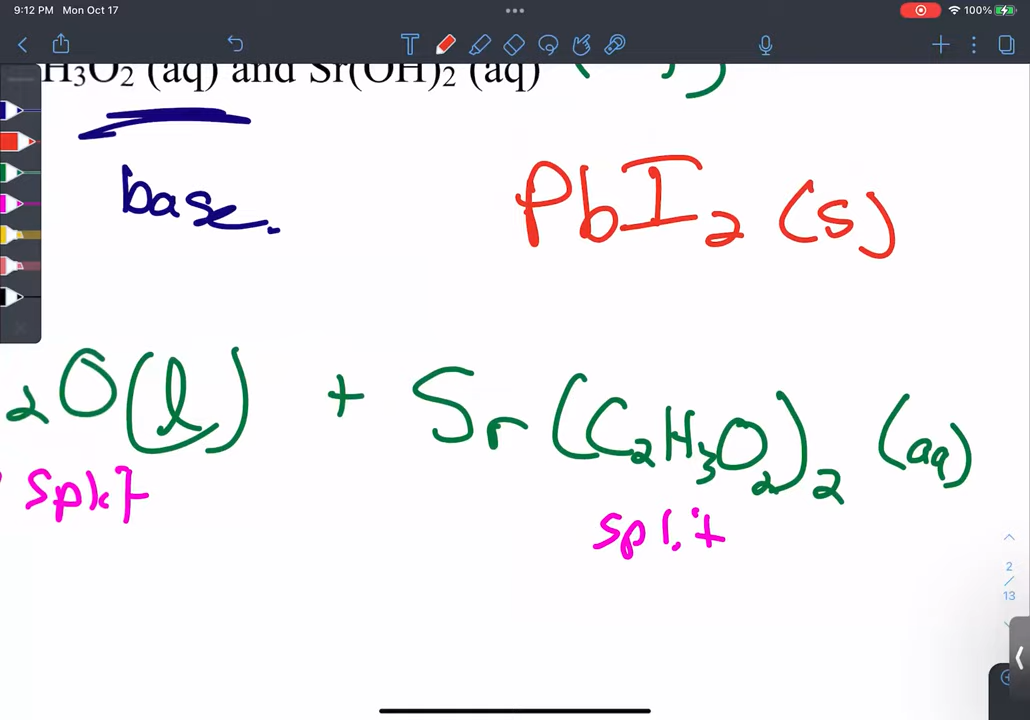 9:12 PM Mon Oct 17
100%
T
H₃O₂ (aq) and Sr(OH)₂ (aq)
base.
PbI₂ (s)
₂O(l) + Sr(C₂H₃O₂)₂ (aq)
split
split
2
/
13